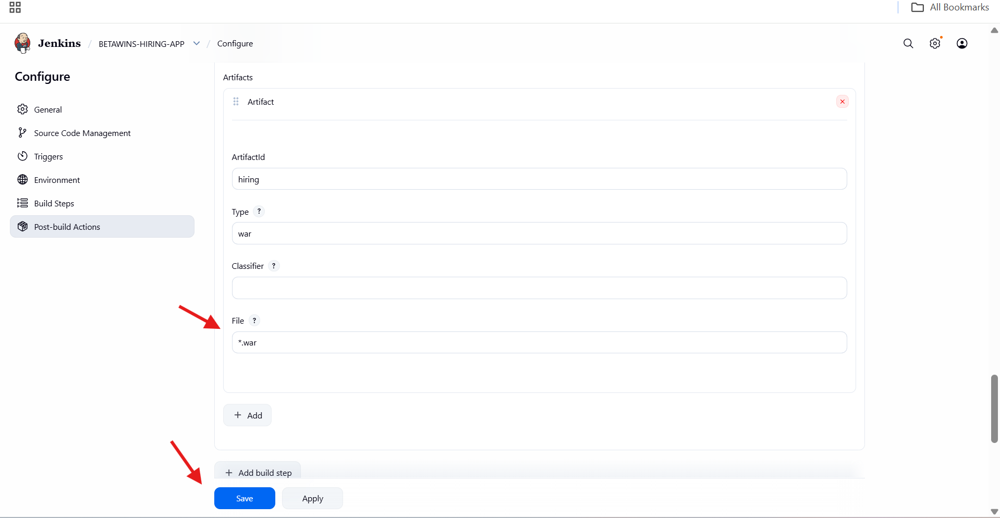 All Bookmarks
Jenkins / BETAWINS-HIRING-APP / Configure
Configure
General
Source Code Management
Triggers
Environment
Build Steps
Post-build Actions
Artifacts
Artifact
ArtifactId
hiring
Type ?
war
Classifier ?
File ?
*.war
+ Add
+ Add build step
Save
Apply